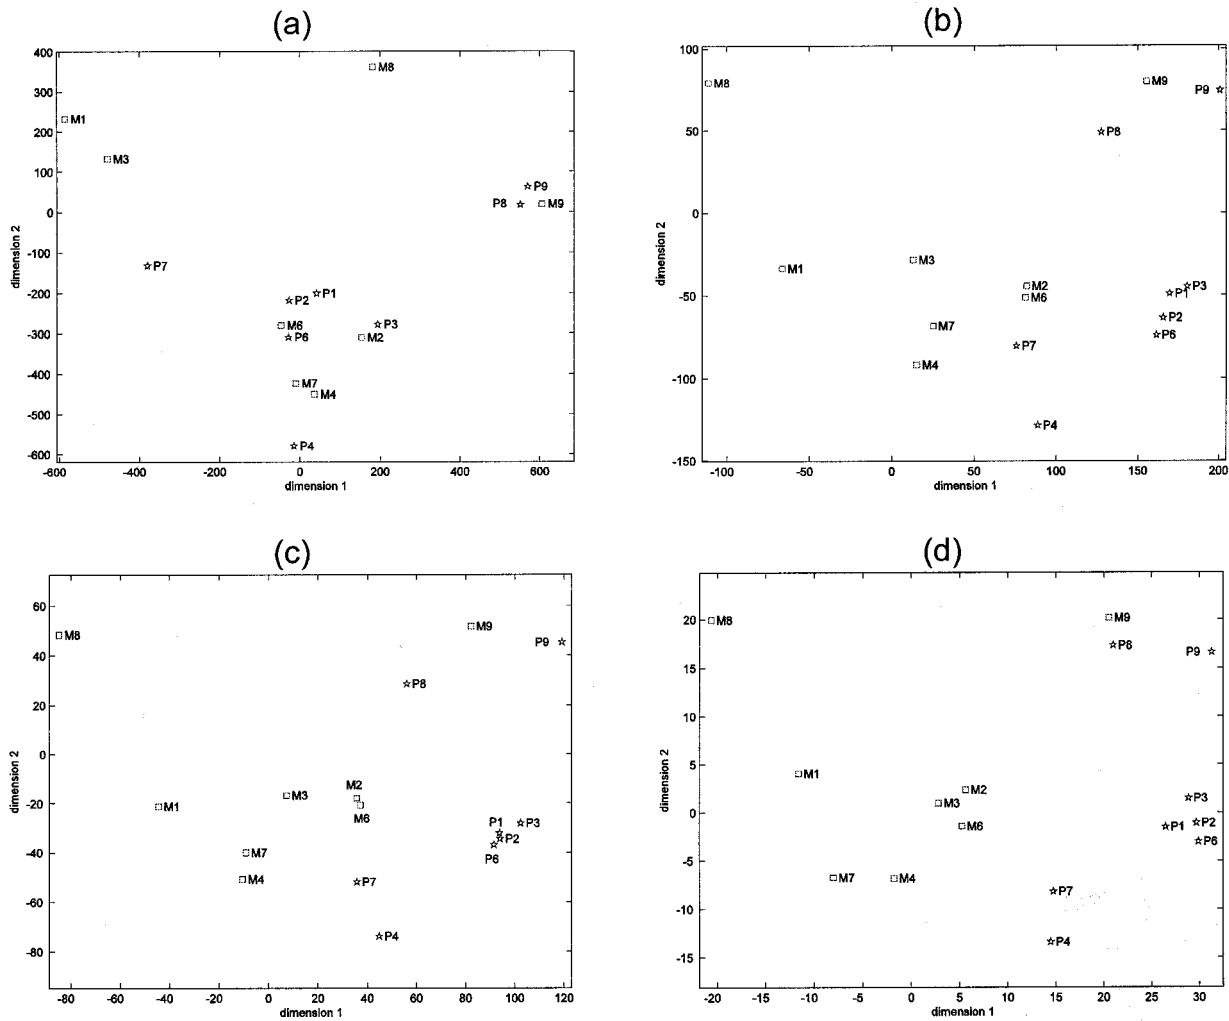 (a)
400
300
200
100
0
-100
-200
-300
-400
-500
-600
dimension 2
M8
M1
M3
P9
P8
M9
P7
P1
P2
M6
P3
P6
M2
M7
M4
P4
-600
-400
-200
0
200
400
600
dimension 1
(b)
100
50
0
-50
-100
-150
dimension 2
M8
M9
P9
P8
M3
M1
M2
P3
M6
P1
P2
M7
P6
P7
M4
P4
-100
-50
0
50
100
150
200
dimension 1
(c)
60
40
20
0
-20
-40
-60
-80
dimension 2
M8
M9
P9
P8
M2
M3
M1
M6
P1
P3
P2
P6
M7
M4
P7
P4
-80
-60
-40
-20
0
20
40
60
80
100
120
dimension 1
(d)
20
15
10
5
0
-5
-10
-15
dimension 2
M8
M9
P8
P9
M1
M2
M3
P3
M6
P1
P2
P6
M7
M4
P7
P4
-20
-15
-10
-5
0
5
10
15
20
25
30
dimension 1